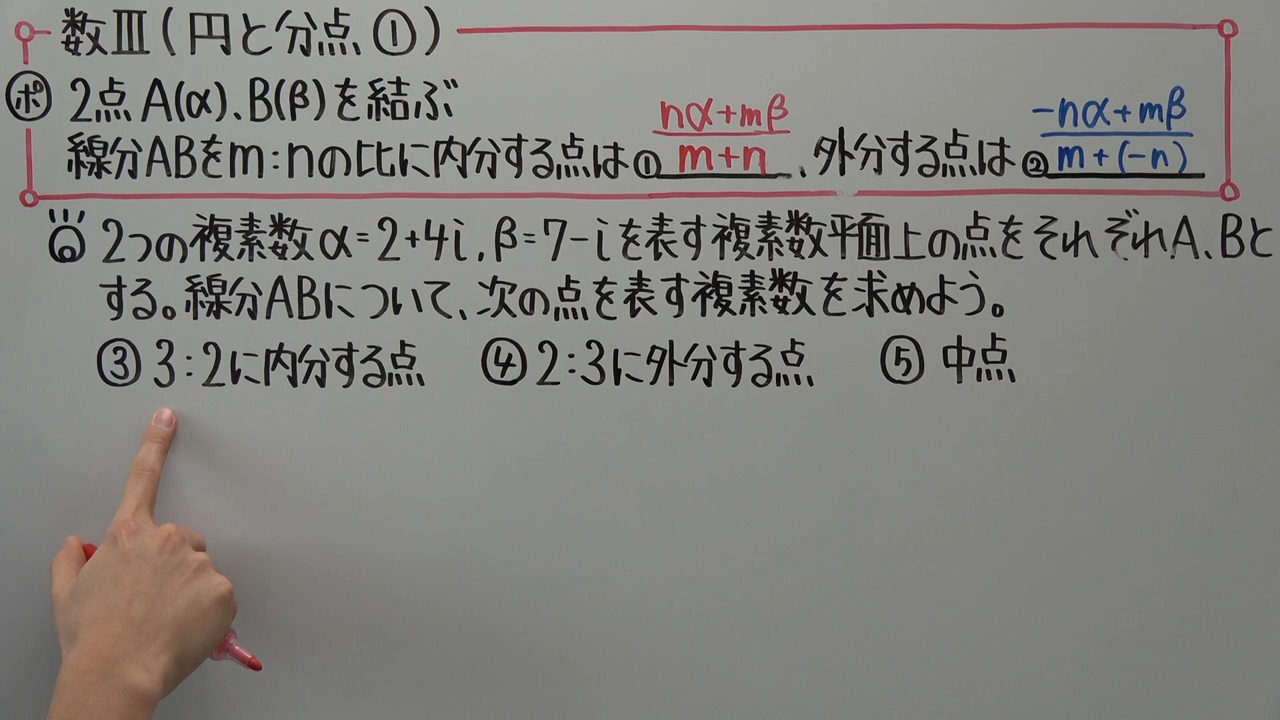 数Ⅲ(円と分点①)
ポ 2点A(α)、B(β)を結ぶ
線分ABをm:nの比に内分する点は①nα+mβ/m+n、外分する点は②-nα+mβ/m+(-n)
2つの複素数α=2+4i,β=7-iを表す複素数平面上の点をそれぞれA、Bと
する。線分ABについて、次の点を表す複素数を求めよう。
③3:2に内分する点 ④2:3に外分する点 ⑤中点